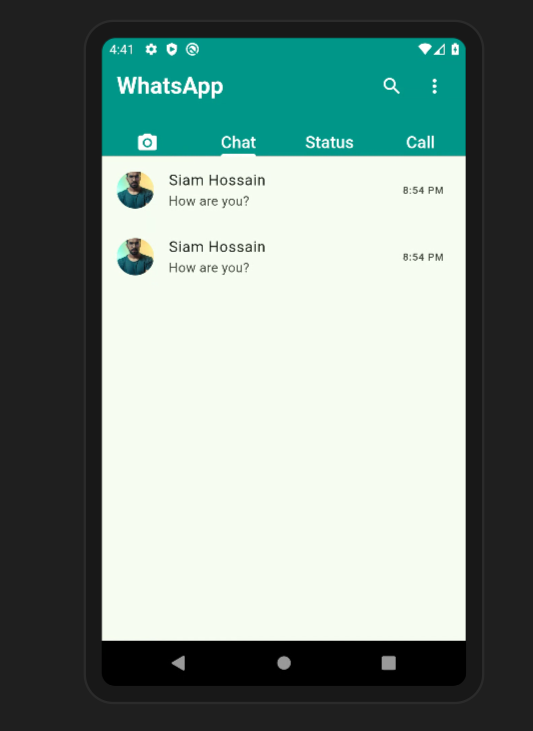 4:41
WhatsApp
Chat Status Call
Siam Hossain
How are you?
8:54 PM
Siam Hossain
How are you?
8:54 PM